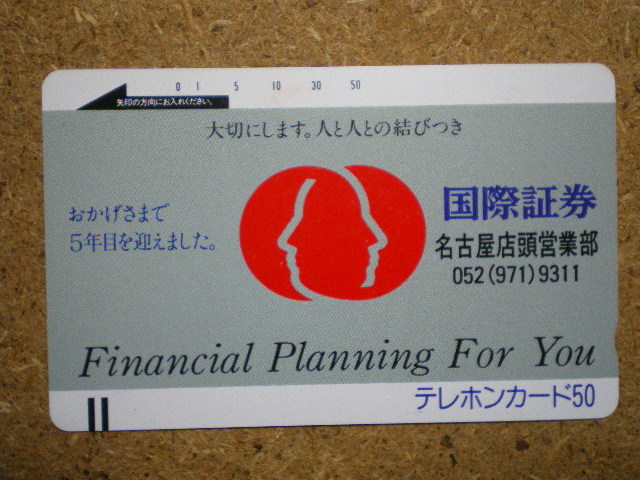 0 1 5 10 30 50
矢印の方向にお入れください。
大切にします。人と人との結びつき
おかげさまで
5年目を迎えました。
国際証券
名古屋店頭営業部
052(971)9311
Financial Planning For You
テレホンカード50